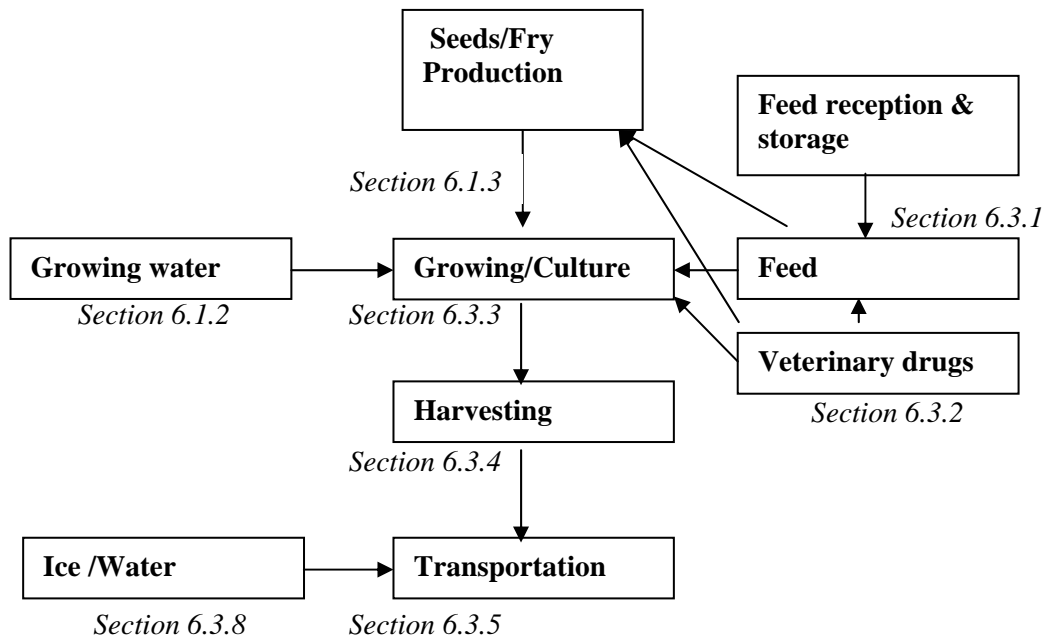 Seeds/Fry
Production
Feed reception &
storage
Section 6.1.3
Section 6.3.1
Growing water
Growing/Culture
Feed
Section 6.1.2
Section 6.3.3
Veterinary drugs
Harvesting
Section 6.3.2
Section 6.3.4
Ice /Water
Transportation
Section 6.3.8
Section 6.3.5